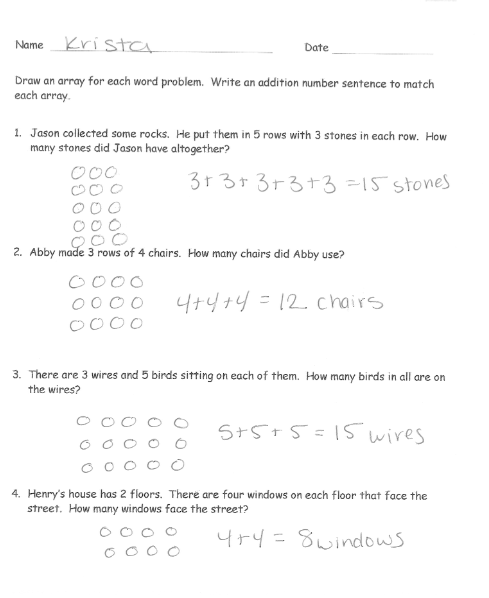 Name Krista Date
Draw an array for each word problem. Write an addition number sentence to match
each array.
1. Jason collected some rocks. He put them in 5 rows with 3 stones in each row. How
many stones did Jason have altogether?
3+3+3+3+3=15 stones
2. Abby made 3 rows of 4 chairs. How many chairs did Abby use?
4+4+4 = 12 chairs
3. There are 3 wires and 5 birds sitting on each of them. How many birds in all are on
the wires?
5+5+5=15 wires
4. Henry's house has 2 floors. There are four windows on each floor that face the
street. How many windows face the street?
4+4= 8 windows